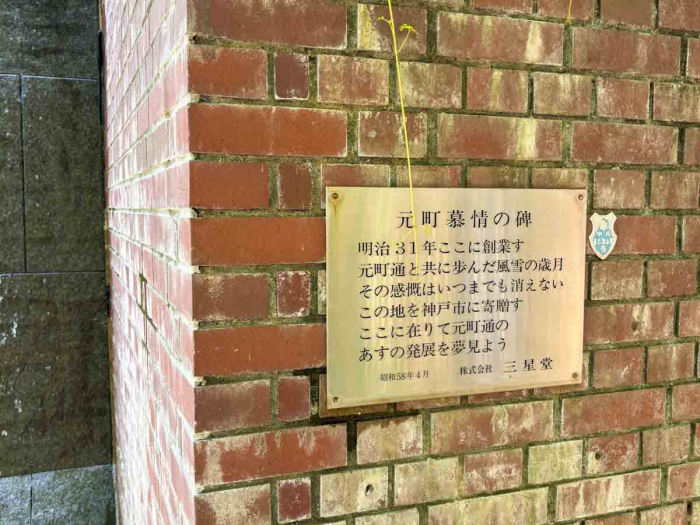 元町慕情の碑
明治31年ここに創業す
元町通と共に歩んだ風雪の歳月
その感慨はいつまでも消えない
この地を神戸市に寄贈す
ここに在りて元町通の
あすの発展を夢見よう
昭和58年4月 株式会社 三星堂